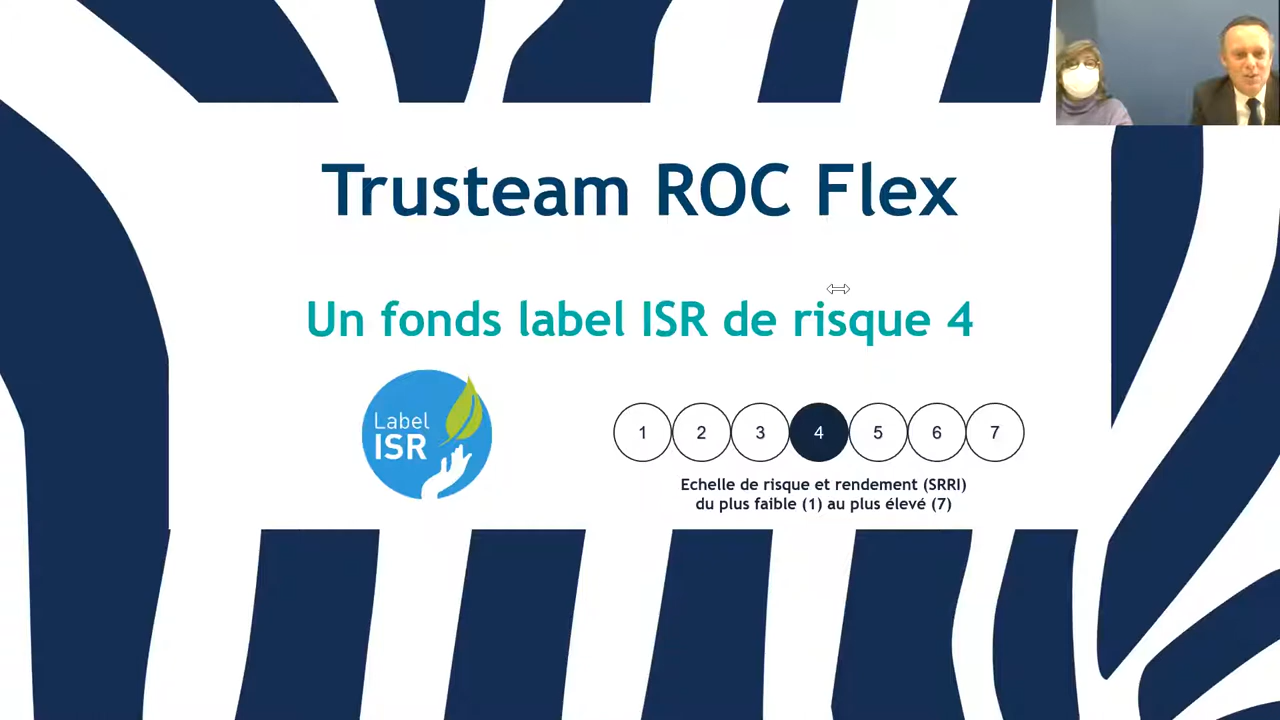 Trusteam ROC Flex
Un fonds label ISR de risque 4
Label
ISR
1 2 3 4 5 6 7
Echelle de risque et rendement (SRRI)
du plus faible (1) au plus élevé (7)